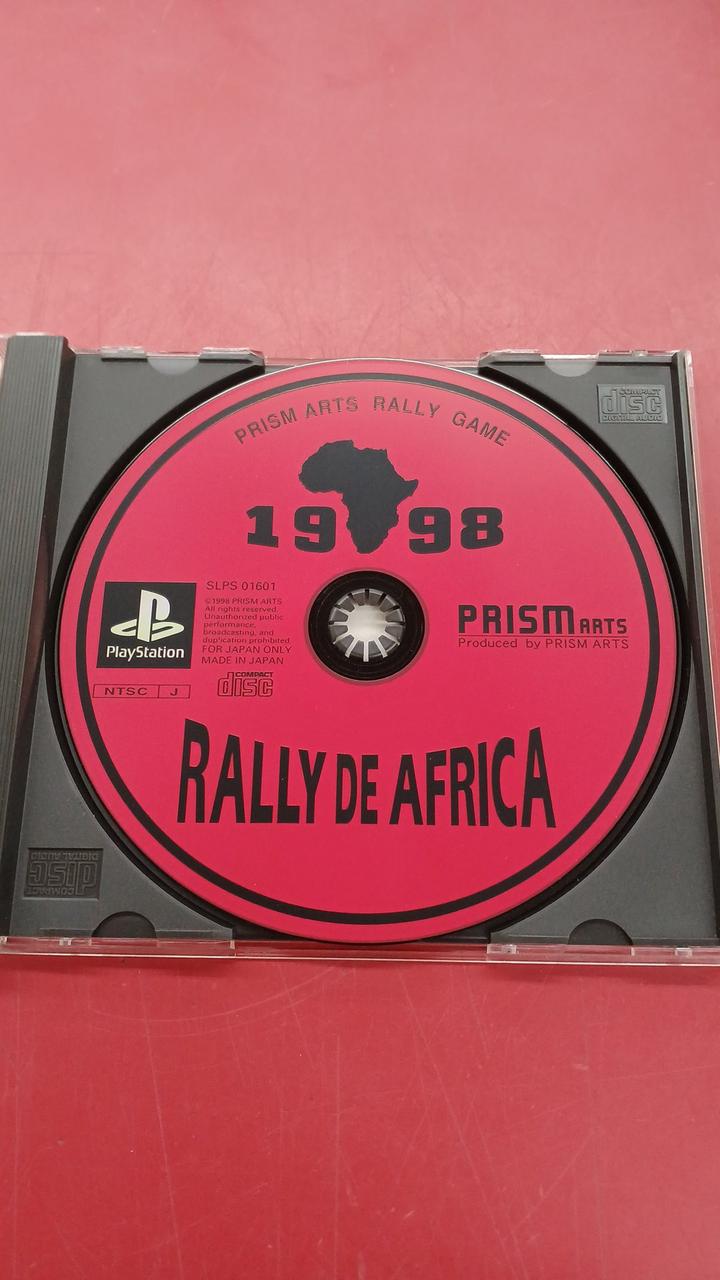 COMPACT
disc
DIGITAL AUDIO
PRISM ARTS RALLY GAME
1998
SLPS 01601
©1998 PRISM ARTS
All rights reserved.
Unauthorized public
performance,
broadcasting, and
duplication prohibited.
FOR JAPAN ONLY
MADE IN JAPAN
PlayStation
NTSC J
COMPACT
disc
PRISM ARTS
Produced by PRISM ARTS
RALLY DE AFRICA
COMPACT
disc
DIGITAL AUDIO